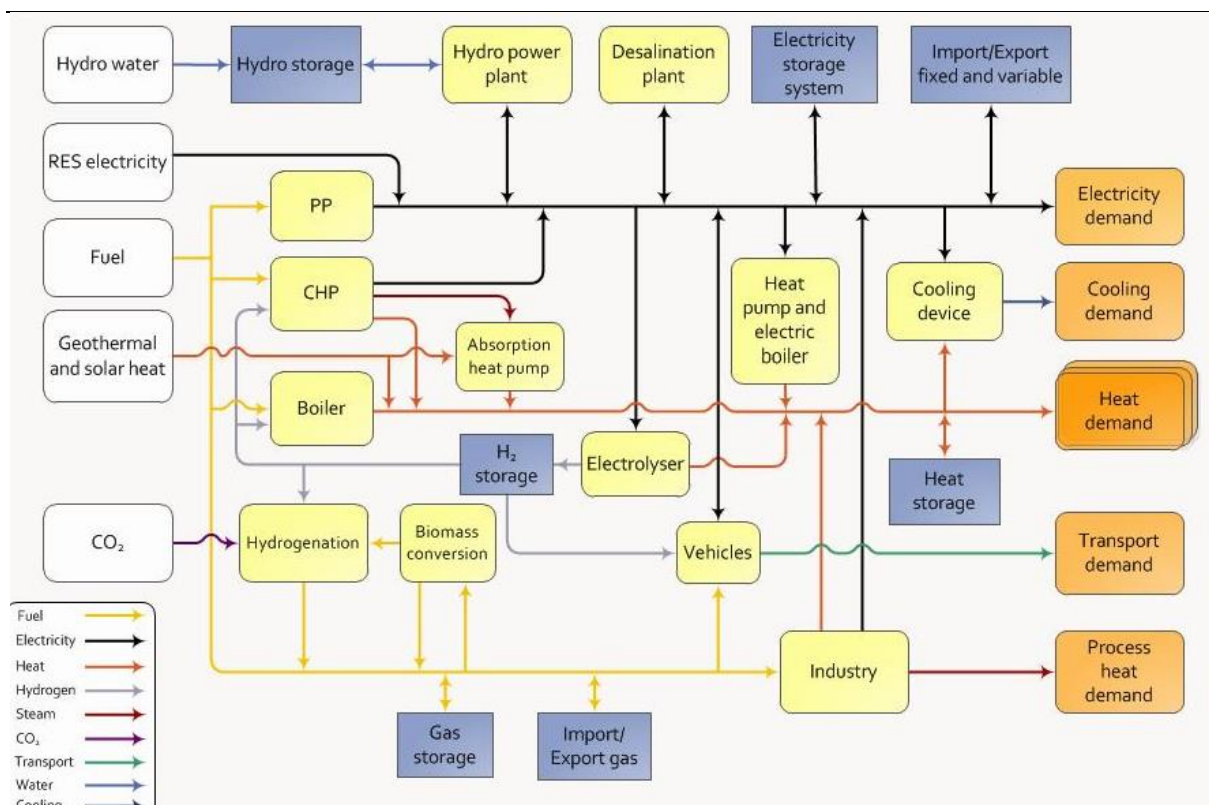 Hydro water
Hydro storage
Hydro power
plant
Desalination
plant
Electricity
storage
system
Import/Export
fixed and variable
RES electricity
PP
Electricity
demand
Fuel
CHP
Heat
pump and
electric
boiler
Cooling
device
Cooling
demand
Geothermal
and solar heat
Absorption
heat pump
Boiler
Heat
demand
H₂
storage
Electrolyser
Heat
storage
CO₂
Hydrogenation
Biomass
conversion
Vehicles
Transport
demand
Industry
Process
heat
demand
Gas
storage
Import/
Export gas
Fuel
Electricity
Heat
Hydrogen
Steam
CO₂
Transport
Water
Cooling